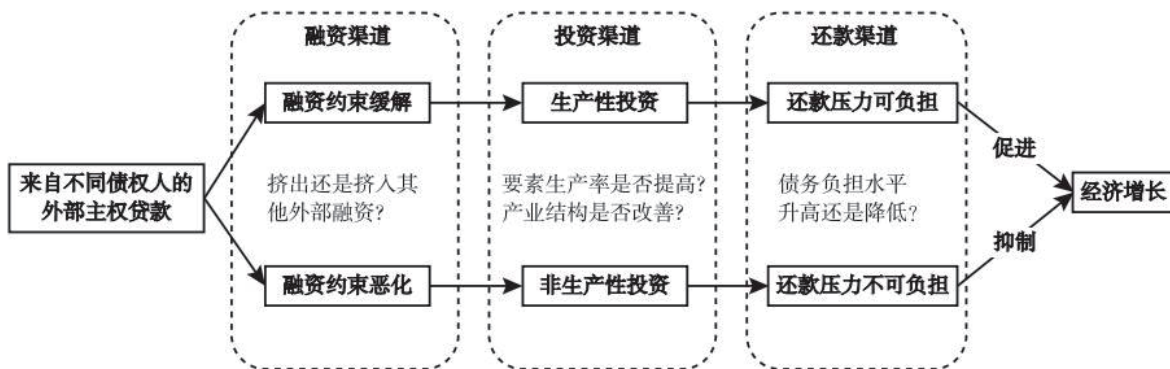 融资渠道
投资渠道
还款渠道
融资约束缓解
生产性投资
还款压力可负担
促进
来自不同债权人的
外部主权贷款
挤出还是挤入其
他外部融资?
要素生产率是否提高?
产业结构是否改善?
债务负担水平
升高还是降低?
经济增长
抑制
融资约束恶化
非生产性投资
还款压力不可负担